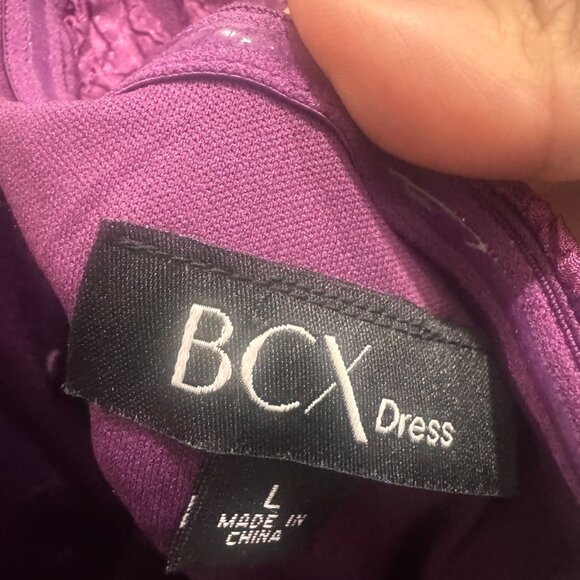 BCX Dress
L
MADE IN
CHINA